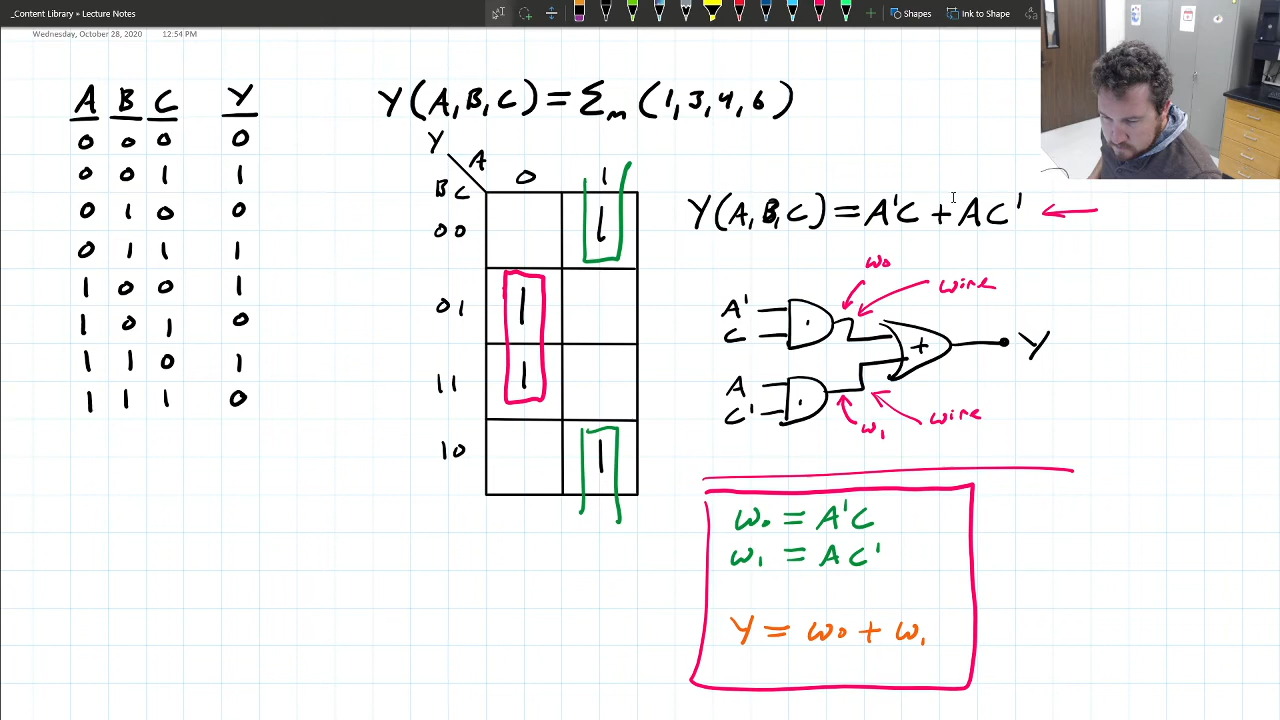 _Content Library » Lecture Notes
Shapes
Ink to Shape
Wednesday, October 28, 2020 12:54 PM
A B C Y
0 0 0 0
0 0 1 1
0 1 0 0
0 1 1 1
1 0 0 1
1 0 1 0
1 1 0 1
1 1 1 0
Y(A,B,C) = Σm (1,3,4,6)
Y
A
BC
0 1
00 1
01 1
11 1
10 1
Y(A,B,C) = A'C + AC'
w0
wire
A'
C
·
+
Y
A
C'
·
w1
wire
w0 = A'C
w1 = AC'
Y = w0 + w1